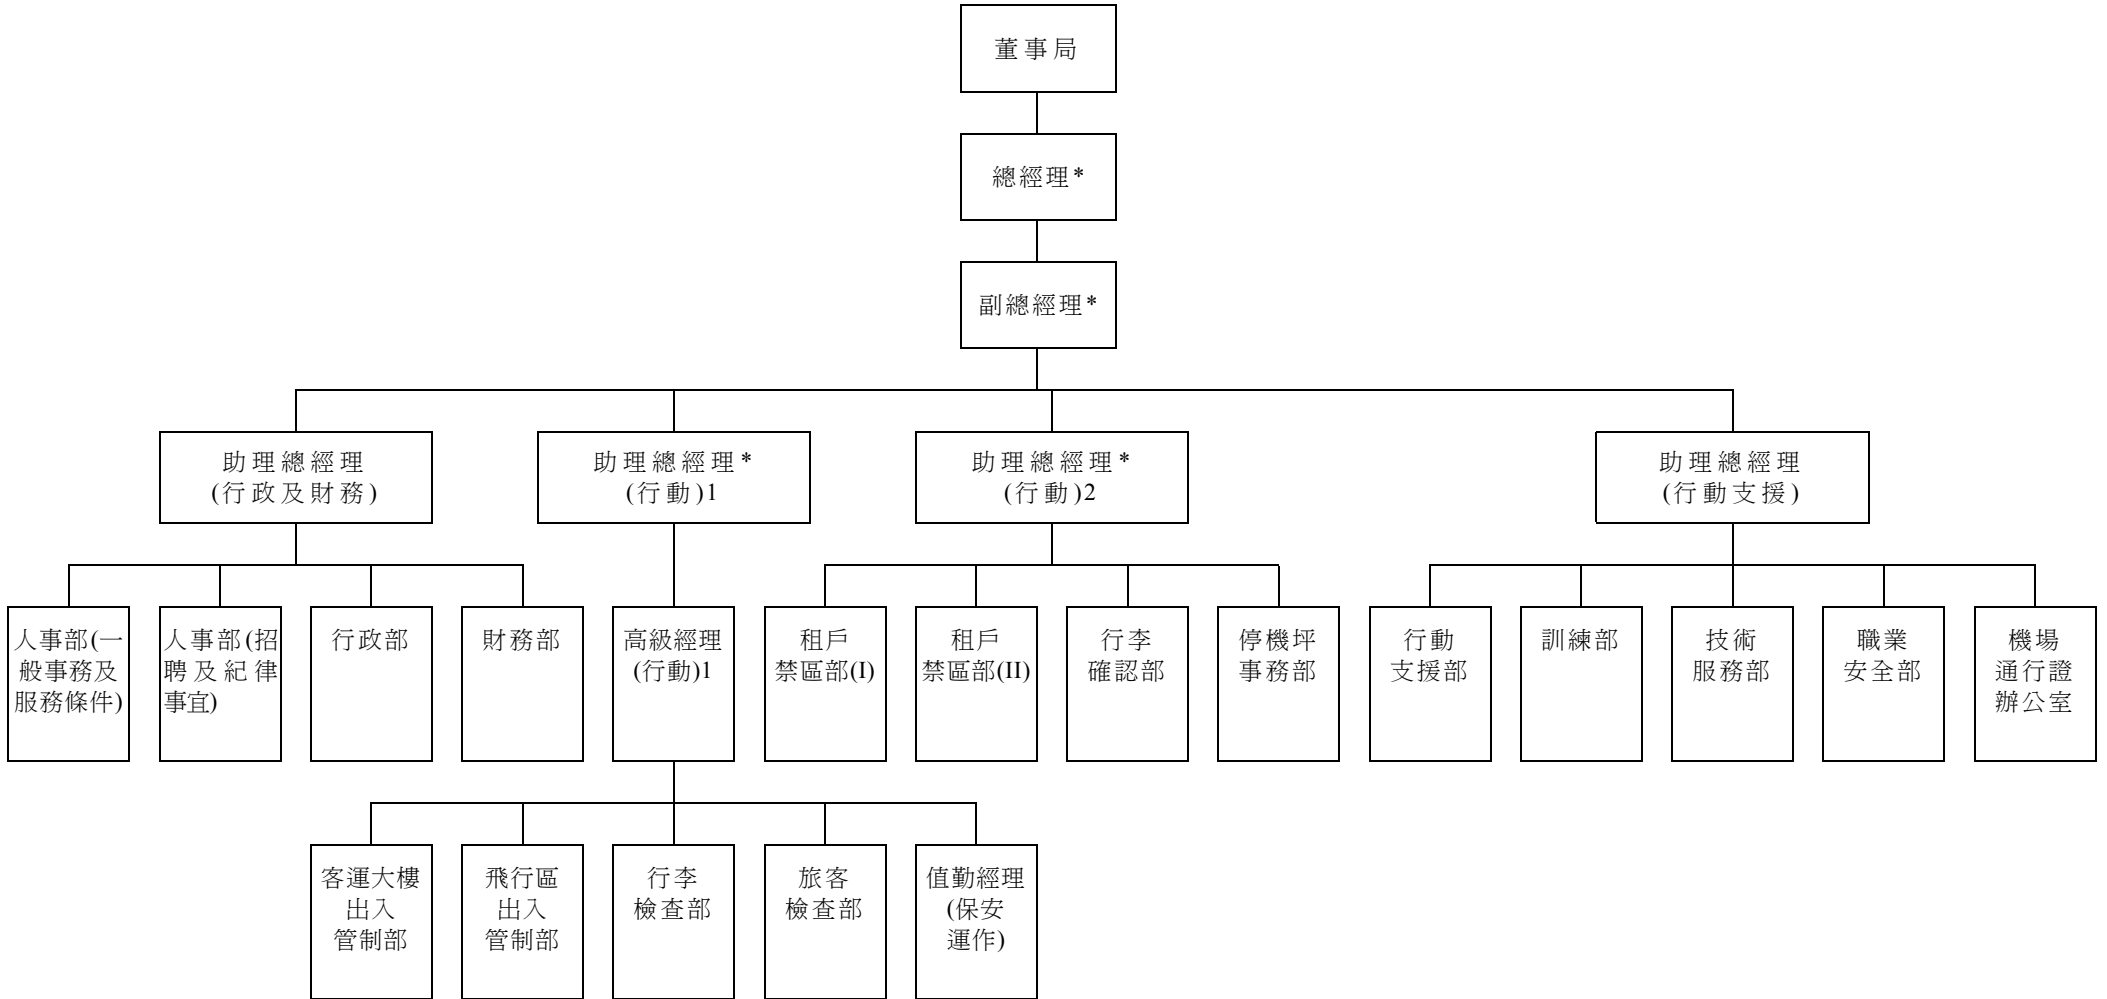 董事局
總經理*
副總經理*
助理總經理
(行政及財務)
助理總經理*
(行動)1
助理總經理*
(行動)2
助理總經理
(行動支援)
人事部(一
般事務及
服務條件)
人事部(招
聘及紀律
事宜)
行政部
財務部
高級經理
(行動)1
租戶
禁區部(I)
租戶
禁區部(II)
行李
確認部
停機坪
事務部
行動
支援部
訓練部
技術
服務部
職業
安全部
機場
通行證
辦公室
客運大樓
出入
管制部
飛行區
出入
管制部
行李
檢查部
旅客
檢查部
值勤經理
(保安
運作)